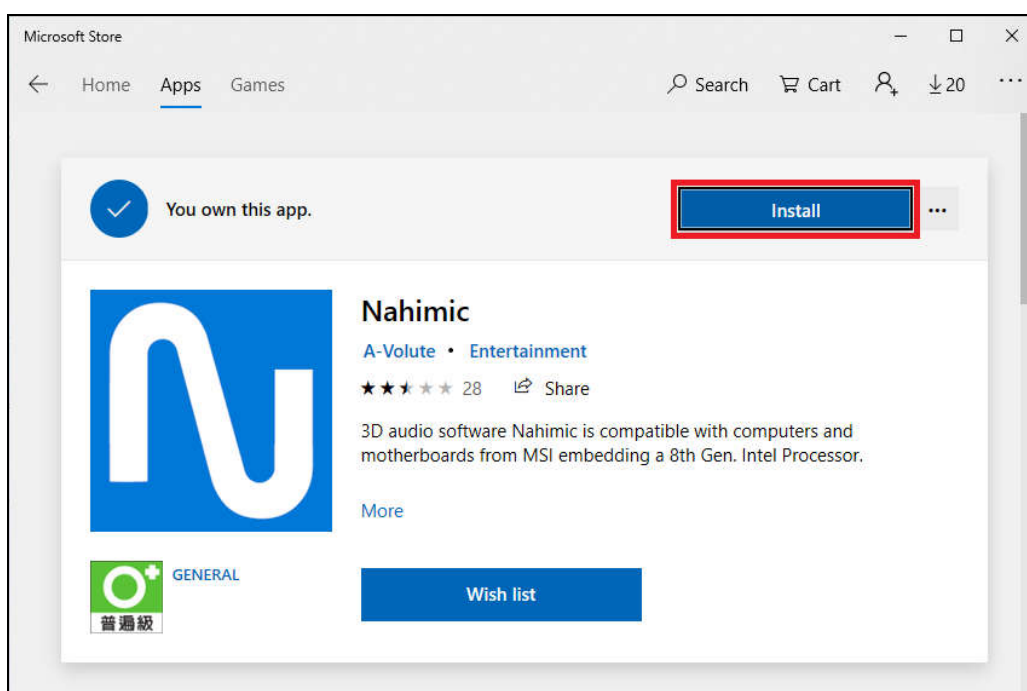 Microsoft Store
Home Apps Games Search Cart 20
You own this app. Install
Nahimic
A-Volute • Entertainment
28 Share
3D audio software Nahimic is compatible with computers and
motherboards from MSI embedding a 8th Gen. Intel Processor.
More
GENERAL
普遍級
Wish list